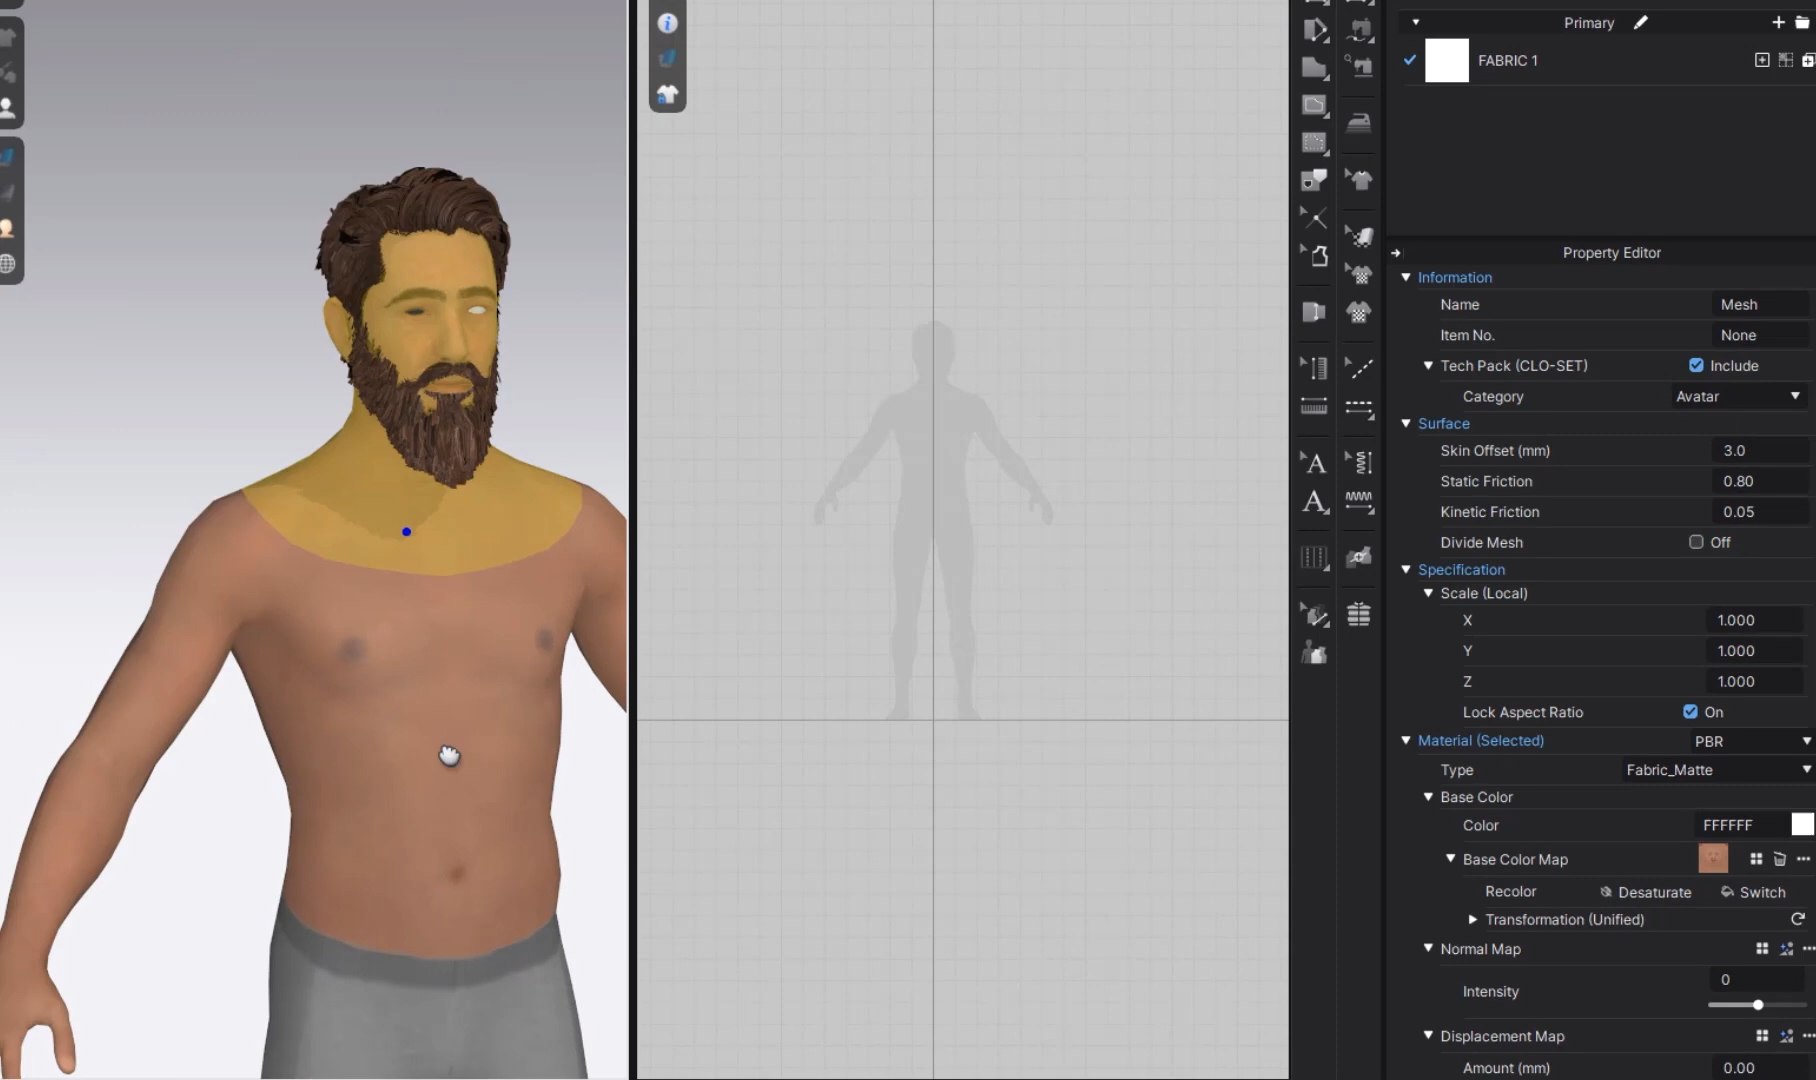 Primary
FABRIC 1
Property Editor
Information
Name Mesh
Item No. None
Tech Pack (CLO-SET) Include
Category Avatar
Surface
Skin Offset (mm) 3.0
Static Friction 0.80
Kinetic Friction 0.05
Divide Mesh Off
Specification
Scale (Local)
X 1.000
Y 1.000
Z 1.000
Lock Aspect Ratio On
Material (Selected) PBR
Type Fabric_Matte
Base Color
Color FFFFFF
Base Color Map
Recolor Desaturate Switch
Transformation (Unified)
Normal Map
Intensity 0
Displacement Map
Amount (mm) 0.00